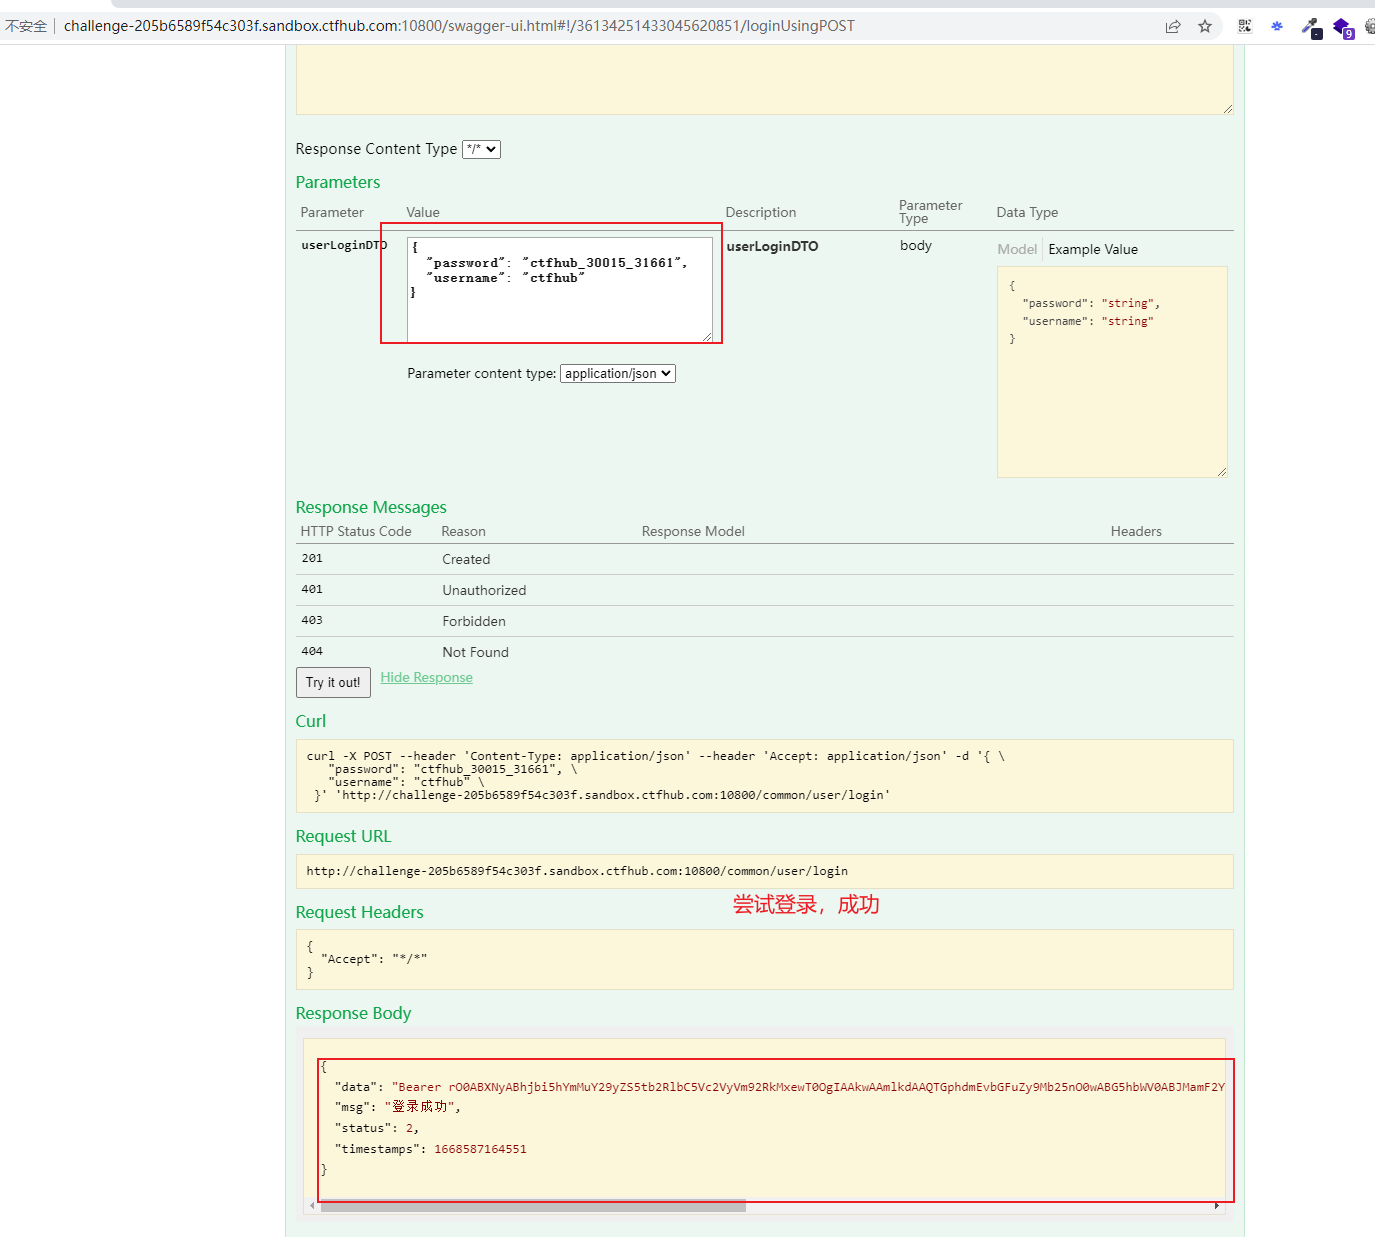 不安全 challenge-205b6589f54c303f.sandbox.ctfhub.com:10800/swagger-ui.html#!/36134251433045620851/loginUsingPOST
9
Response Content Type */*
Parameters
Parameter Value Description Parameter Type Data Type
userLoginDTO
{
"password": "ctfhub_30015_31661",
"username": "ctfhub"
}
userLoginDTO
body
Model Example Value
{
"password": "string",
"username": "string"
}
Parameter content type: application/json
Response Messages
HTTP Status Code Reason Response Model Headers
201 Created
401 Unauthorized
403 Forbidden
404 Not Found
Try it out! Hide Response
Curl
curl -X POST --header 'Content-Type: application/json' --header 'Accept: application/json' -d '{ \
"password": "ctfhub_30015_31661", \
"username": "ctfhub" \
}' 'http://challenge-205b6589f54c303f.sandbox.ctfhub.com:10800/common/user/login'
Request URL
http://challenge-205b6589f54c303f.sandbox.ctfhub.com:10800/common/user/login
尝试登录，成功
Request Headers
{
"Accept": "*/*"
}
Response Body
{
"data": "Bearer rO0ABXNyABhjbi5hYmMuY29yZS5tb2RlbC5Vc2VyVm92RkMxewT0OgIAAkwAAmlkdAAQTGphdmEvbGFuZy9Mb25nO0wABG5hbWV0ABJMamF2Y
"msg": "登录成功",
"status": 2,
"timestamps": 1668587164551
}